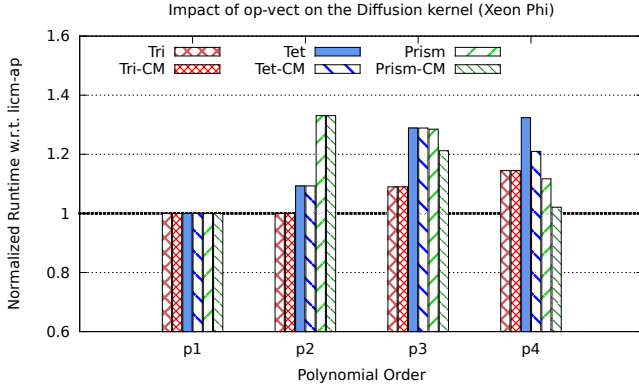 Impact of op-vect on the Diffusion kernel (Xeon Phi)
Normalized Runtime w.r.t. licm-ap
1.6
1.4
1.2
1
0.8
0.6
Tri Tet Prism
Tri-CM Tet-CM Prism-CM
p1 p2 p3 p4
Polynomial Order